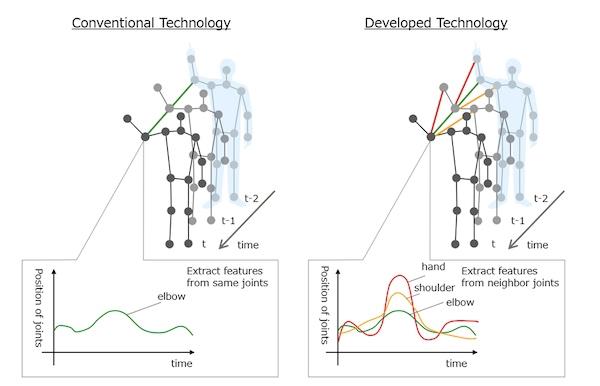 Conventional Technology
t-2
t-1
t
time
Position of joints
elbow
Extract features
from same joints
time
Developed Technology
t-2
t-1
t
time
Position of joints
hand
shoulder
elbow
Extract features
from neighbor joints
time